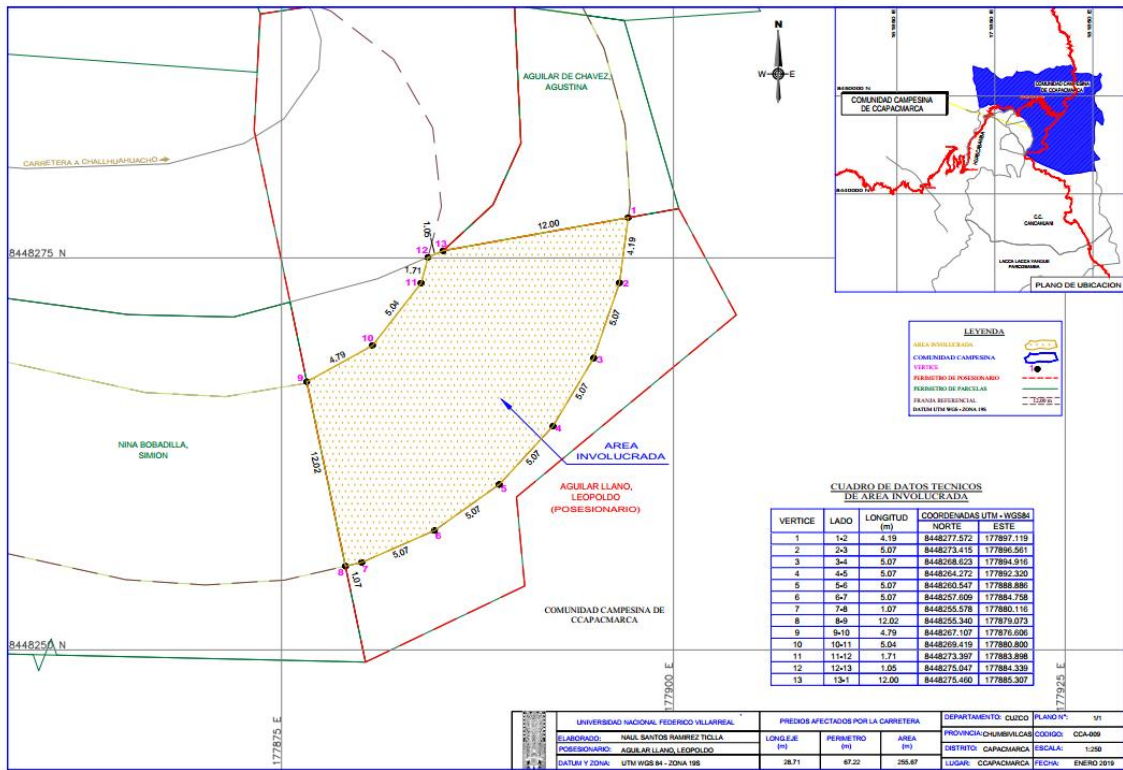 AGUILAR DE CHAVEZ,
AGUSTINA
N
W E
8460000 N
8440000 N
171860 E
181860 E
COMUNIDAD CAMPESINA
DE CCAPACMARCA
COMUNIDAD CAMPESINA
DE CCAPACMARCA
C.C.
CANCAHUANI
LACCA LACCA YANQUE
PARCOBAMBA
PLANO DE UBICACION
CARRETERA A CHALLHUAHUACHO
8448275 N
1
12.00
13
1.05
12
1.71
11
4.19
2
5.07
3
5.04
10
4.79
9
5.07
4
12.02
5.07
5
5.07
6
5.07
7
8
1.07
AREA
INVOLUCRADA
NINA BOBADILLA,
SIMION
AGUILAR LLANO,
LEOPOLDO
(POSESIONARIO)
COMUNIDAD CAMPESINA DE
CCAPACMARCA
8448250 N
177875 E
177900 E
177925 E
LEYENDA
AREA INVOLUCRADA
COMUNIDAD CAMPESINA
VERTICE 1
PERIMETRO DE POSESIONARIO
PERIMETRO DE PARCELAS
FRANJA REFERENCIAL
DATUM UTM WGS - ZONA 19S
CUADRO DE DATOS TECNICOS
DE AREA INVOLUCRADA
VERTICE LADO LONGITUD (m) COORDENADAS UTM - WGS84
NORTE ESTE
1 1-2 4.19 8448277.572 177897.119
2 2-3 5.07 8448273.415 177896.561
3 3-4 5.07 8448268.623 177894.916
4 4-5 5.07 8448264.272 177892.320
5 5-6 5.07 8448260.547 177888.886
6 6-7 5.07 8448257.609 177884.758
7 7-8 1.07 8448255.578 177880.116
8 8-9 12.02 8448255.340 177879.073
9 9-10 4.79 8448267.107 177876.606
10 10-11 5.04 8448269.419 177880.800
11 11-12 1.71 8448273.397 177883.898
12 12-13 1.05 8448275.047 177884.339
13 13-1 12.00 8448275.460 177885.307
UNIVERSIDAD NACIONAL FEDERICO VILLARREAL
ELABORADO: NAUL SANTOS RAMIREZ TICLLA
POSESIONARIO: AGUILAR LLANO, LEOPOLDO
DATUM Y ZONA: UTM WGS 84 - ZONA 19S
PREDIOS AFECTADOS POR LA CARRETERA
LONG.EJE (m) PERIMETRO (m) AREA (m)
28.71 67.22 255.67
DEPARTAMENTO: CUZCO PLANO N°: 1/1
PROVINCIA: CHUMBIVILCAS CODIGO: CCA-009
DISTRITO: CAPACMARCA ESCALA: 1:250
LUGAR: CCAPACMARCA FECHA: ENERO 2019